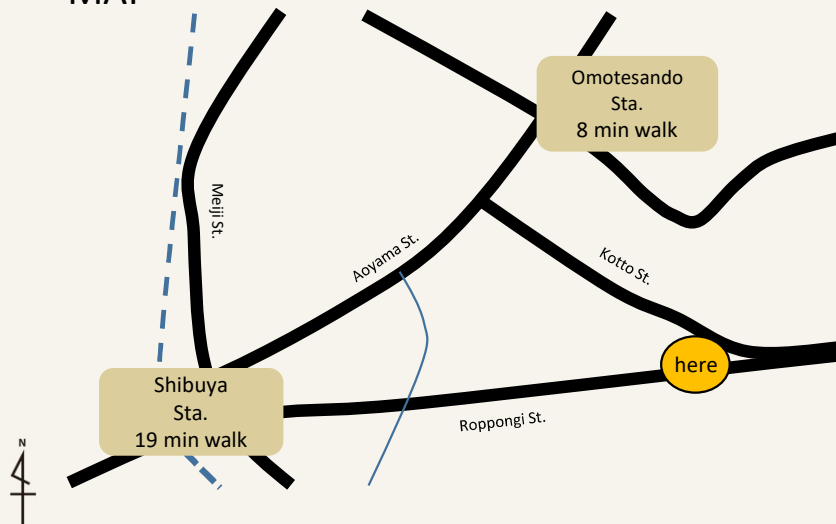 Omotesando
Sta.
8 min walk
Meiji St.
Aoyama St.
Kotto St.
here
Shibuya
Sta.
19 min walk
Roppongi St.
N